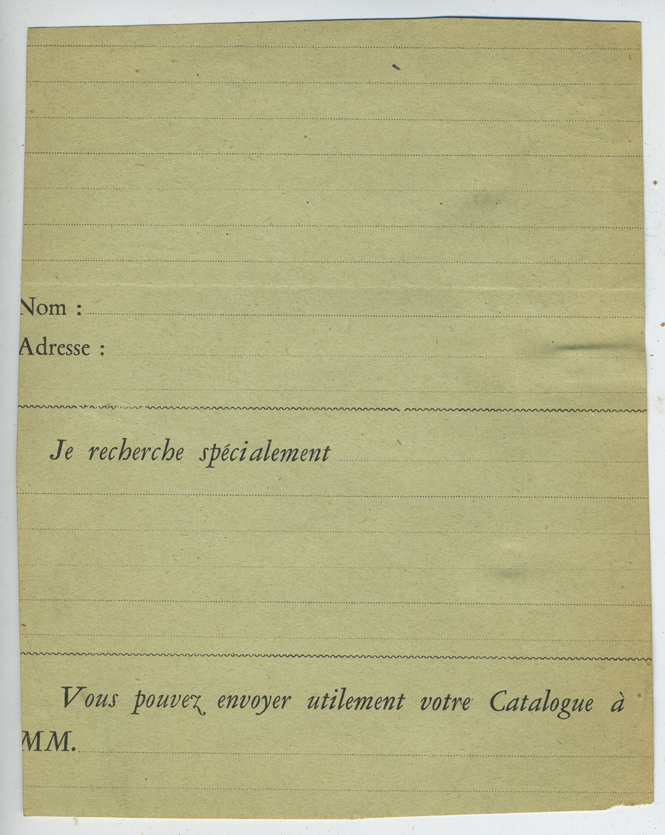 Nom :
Adresse :
Je recherche spécialement
Vous pouvez envoyer utilement votre Catalogue à
MM.